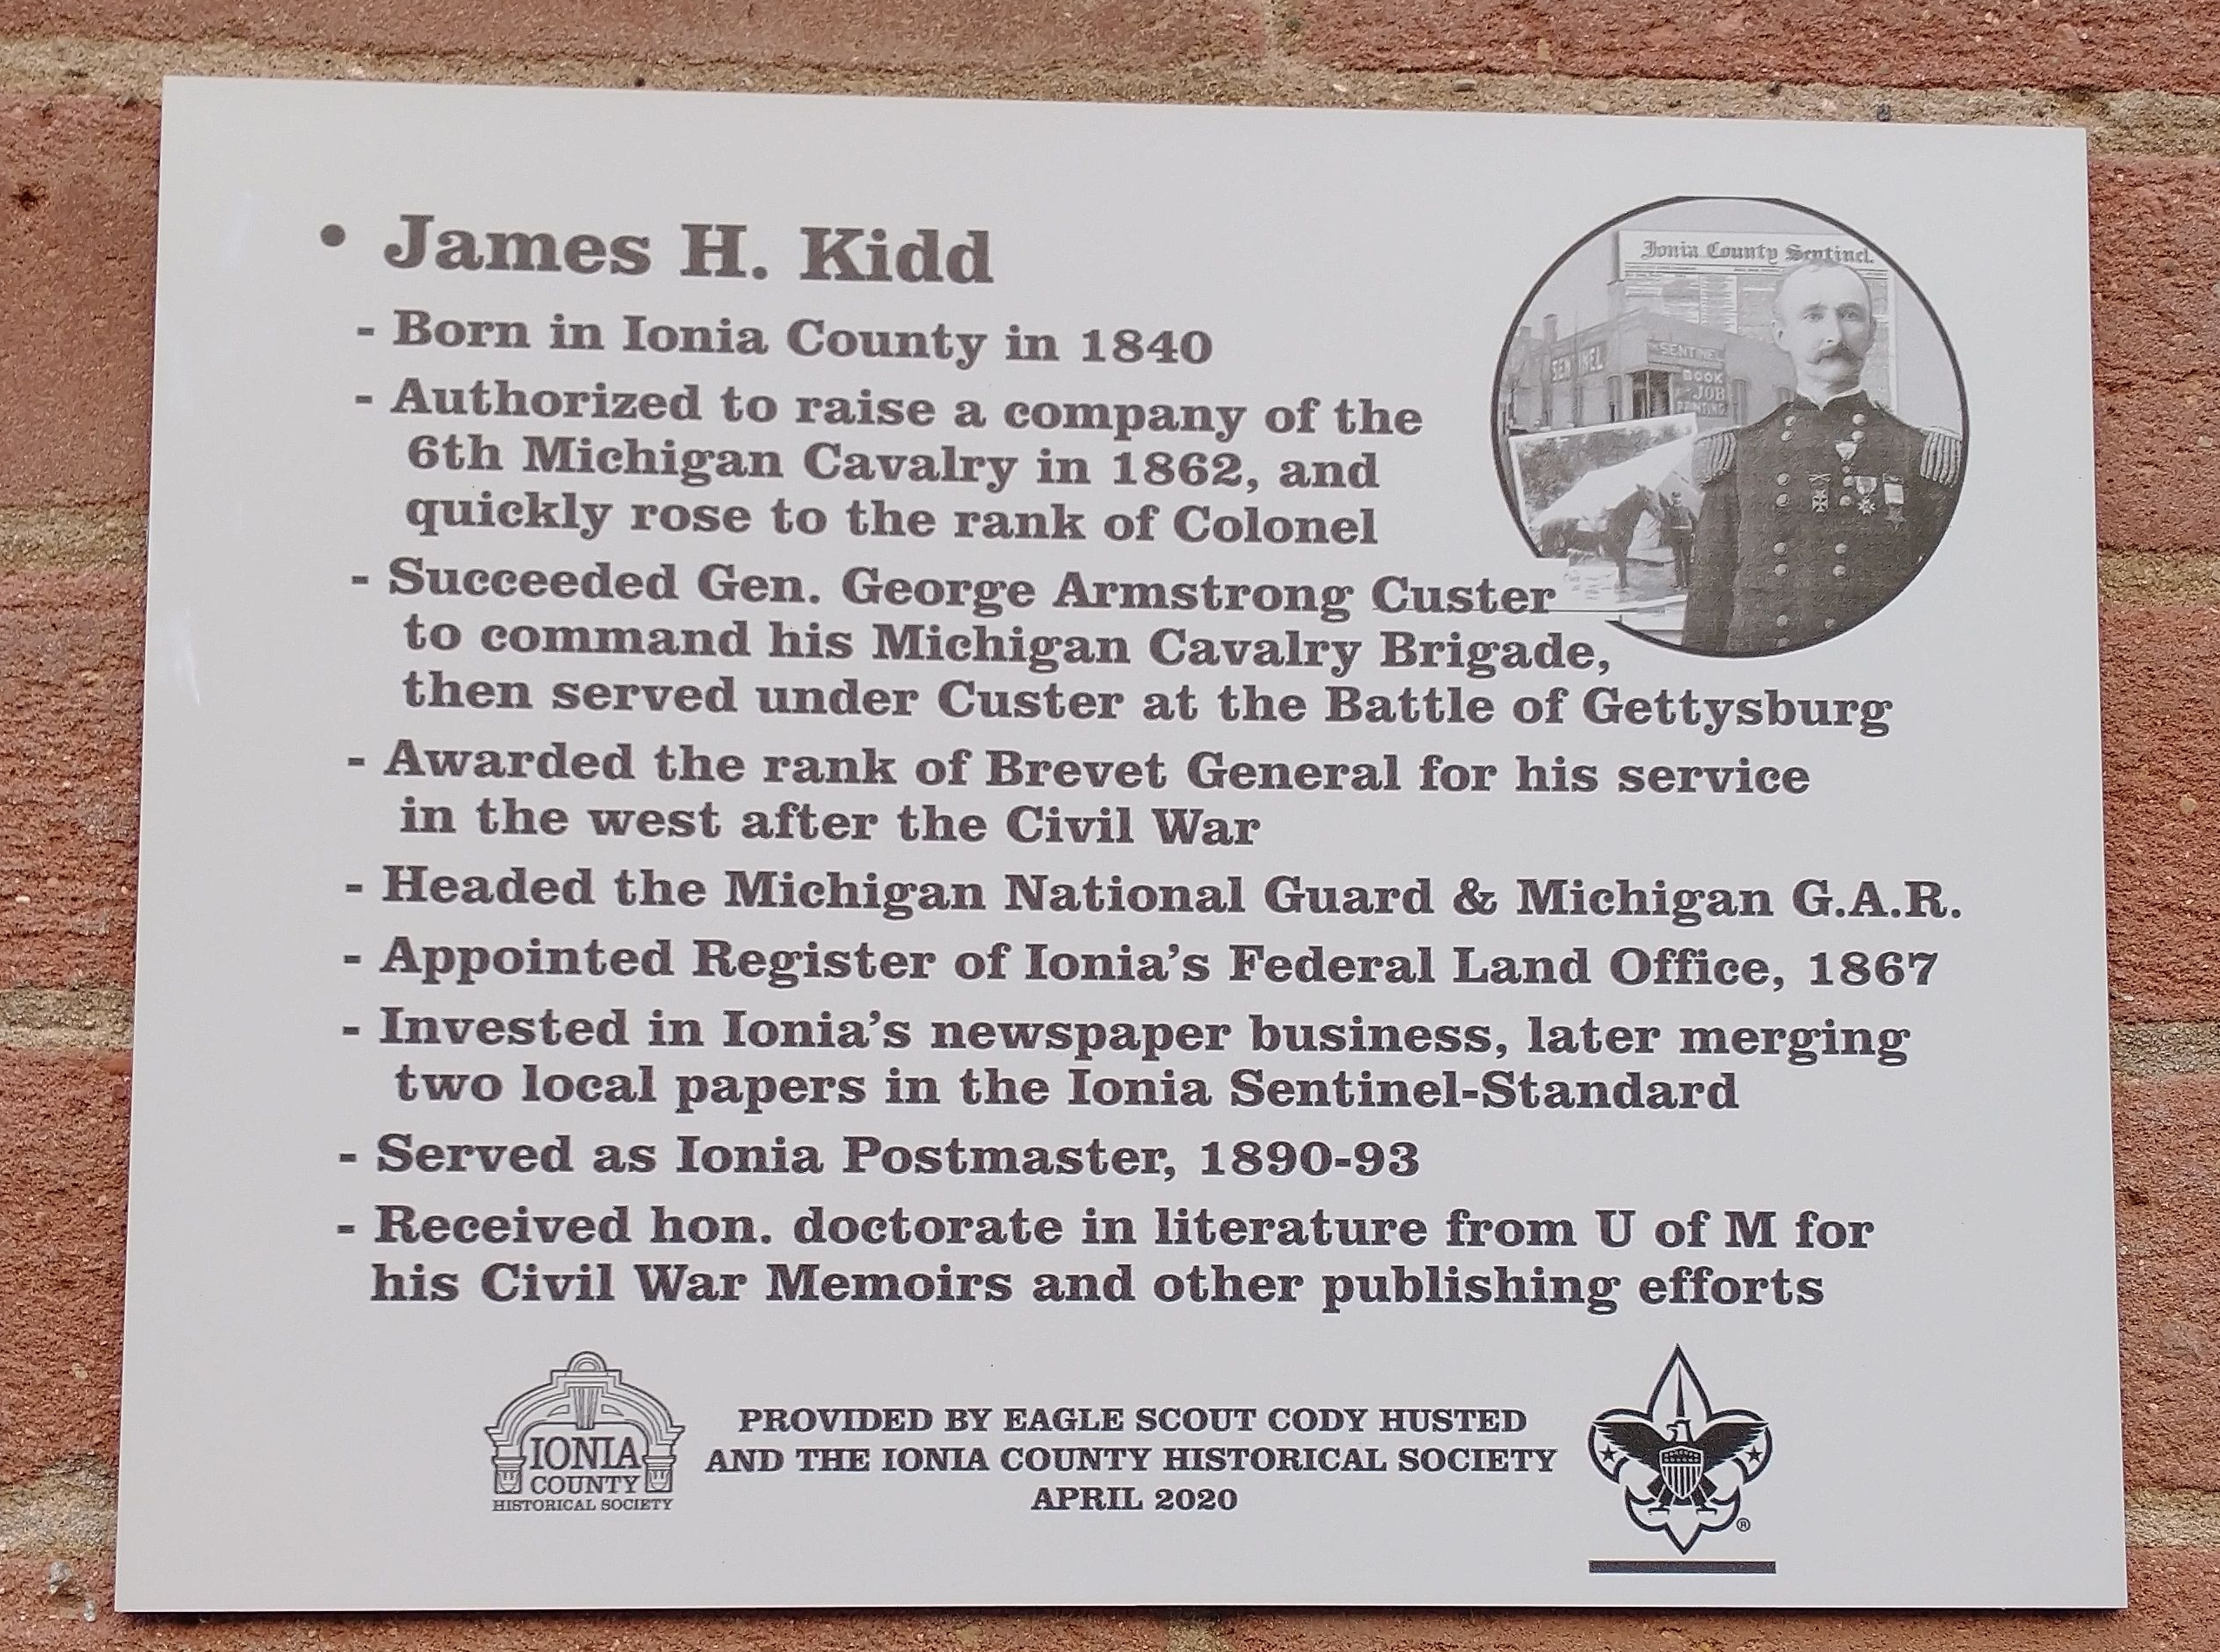 • James H. Kidd
- Born in Ionia County in 1840
- Authorized to raise a company of the
6th Michigan Cavalry in 1862, and
quickly rose to the rank of Colonel
- Succeeded Gen. George Armstrong Custer
to command his Michigan Cavalry Brigade,
then served under Custer at the Battle of Gettysburg
- Awarded the rank of Brevet General for his service
in the west after the Civil War
- Headed the Michigan National Guard & Michigan G.A.R.
- Appointed Register of Ionia's Federal Land Office, 1867
- Invested in Ionia's newspaper business, later merging
two local papers in the Ionia Sentinel-Standard
- Served as Ionia Postmaster, 1890-93
- Received hon. doctorate in literature from U of M for
his Civil War Memoirs and other publishing efforts
Ionia County Sentinel.
SENTINEL
SENTINEL
BOOK
JOB
PRINTING
IONIA
COUNTY
HISTORICAL SOCIETY
PROVIDED BY EAGLE SCOUT CODY HUSTED
AND THE IONIA COUNTY HISTORICAL SOCIETY
APRIL 2020
®